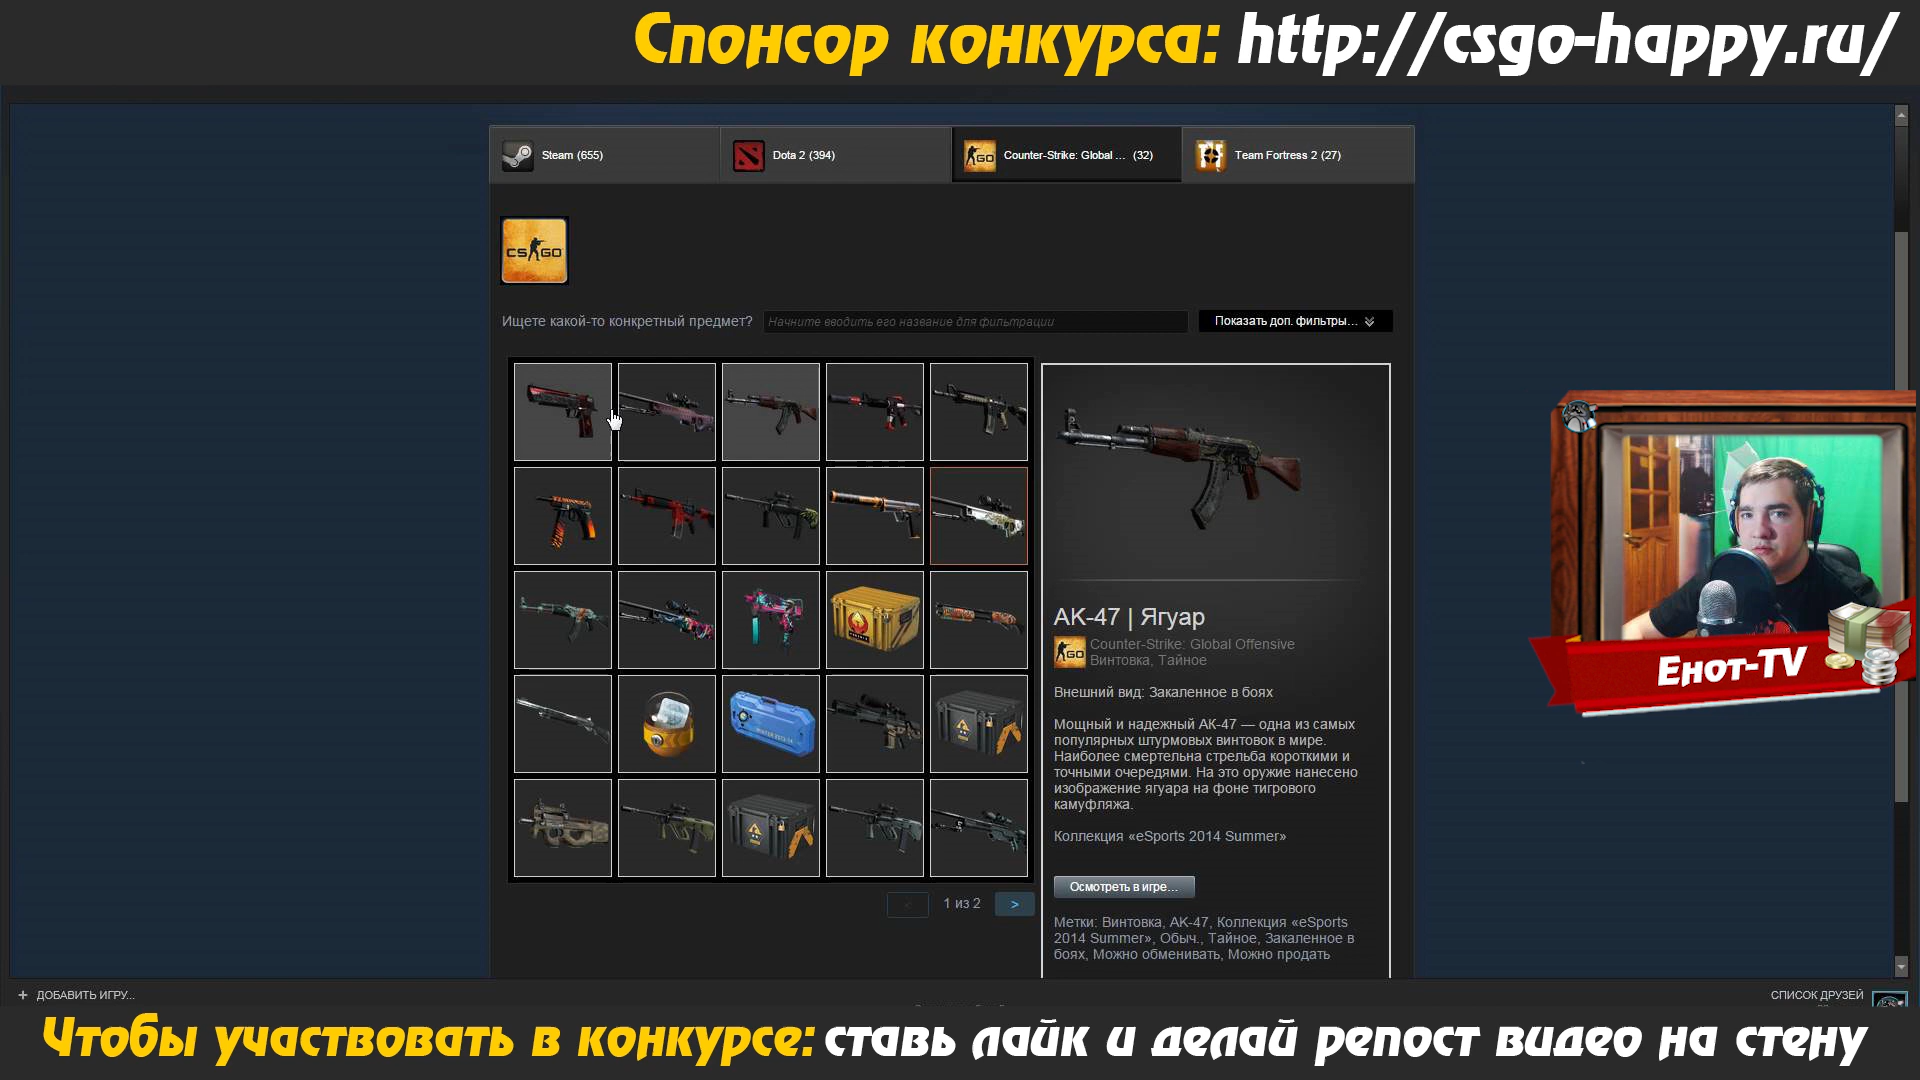 Спонсор конкурса: http://csgo-happy.ru/
Steam (655)
Dota 2 (394)
Counter-Strike: Global ... (32)
Team Fortress 2 (27)
CS GO
Ищете какой-то конкретный предмет?
Начните вводить его название для фильтрации
Показать доп. фильтры...
AK-47 | Ягуар
Counter-Strike: Global Offensive
Винтовка, Тайное
Внешний вид: Закаленное в боях
Мощный и надежный АК-47 — одна из самых
популярных штурмовых винтовок в мире.
Наиболее смертельна стрельба короткими и
точными очередями. На это оружие нанесено
изображение ягуара на фоне тигрового
камуфляжа.
Коллекция «eSports 2014 Summer»
Осмотреть в игре...
Метки: Винтовка, AK-47, Коллекция «eSports
2014 Summer», Обыч., Тайное, Закаленное в
боях, Можно обменивать, Можно продать
< 1 из 2 >
Енот-TV
+ ДОБАВИТЬ ИГРУ...
СПИСОК ДРУЗЕЙ
Чтобы участвовать в конкурсе: ставь лайк и делай репост видео на стену